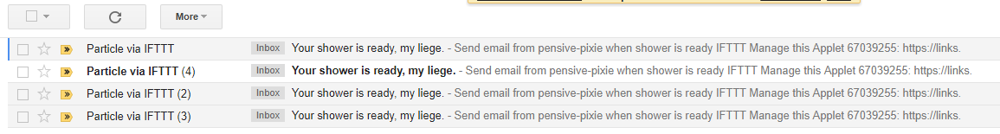 More
Particle via IFTTT Inbox Your shower is ready, my liege. - Send email from pensive-pixie when shower is ready IFTTT Manage this Applet 67039255: https://links.
Particle via IFTTT (4) Inbox Your shower is ready, my liege. - Send email from pensive-pixie when shower is ready IFTTT Manage this Applet 67039255: https://links.
Particle via IFTTT (2) Inbox Your shower is ready, my liege. - Send email from pensive-pixie when shower is ready IFTTT Manage this Applet 67039255: https://links.
Particle via IFTTT (3) Inbox Your shower is ready, my liege. - Send email from pensive-pixie when shower is ready IFTTT Manage this Applet 67039255: https://links.